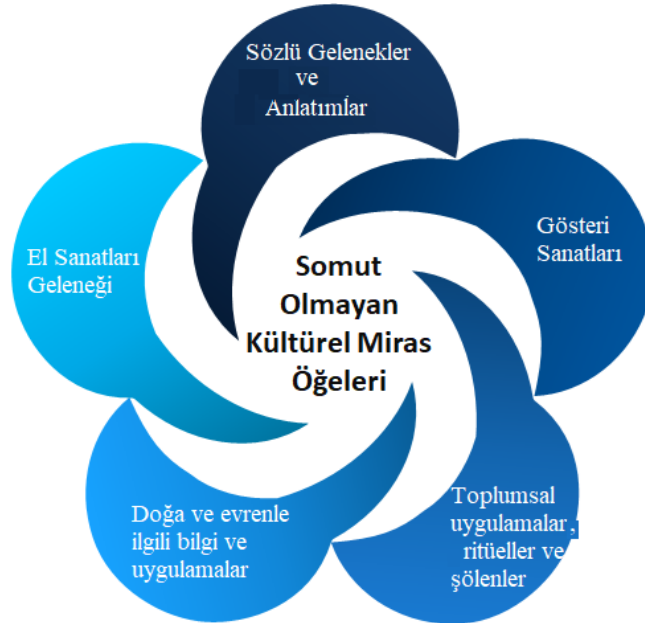 Sözlü Gelenekler
ve
Anlatımlar
Gösteri
Sanatları
El Sanatları
Geleneği
Somut
Olmayan
Kültürel Miras
Öğeleri
Toplumsal
uygulamalar,
ritüeller ve
şölenler
Doğa ve evrenle
ilgili bilgi ve
uygulamalar